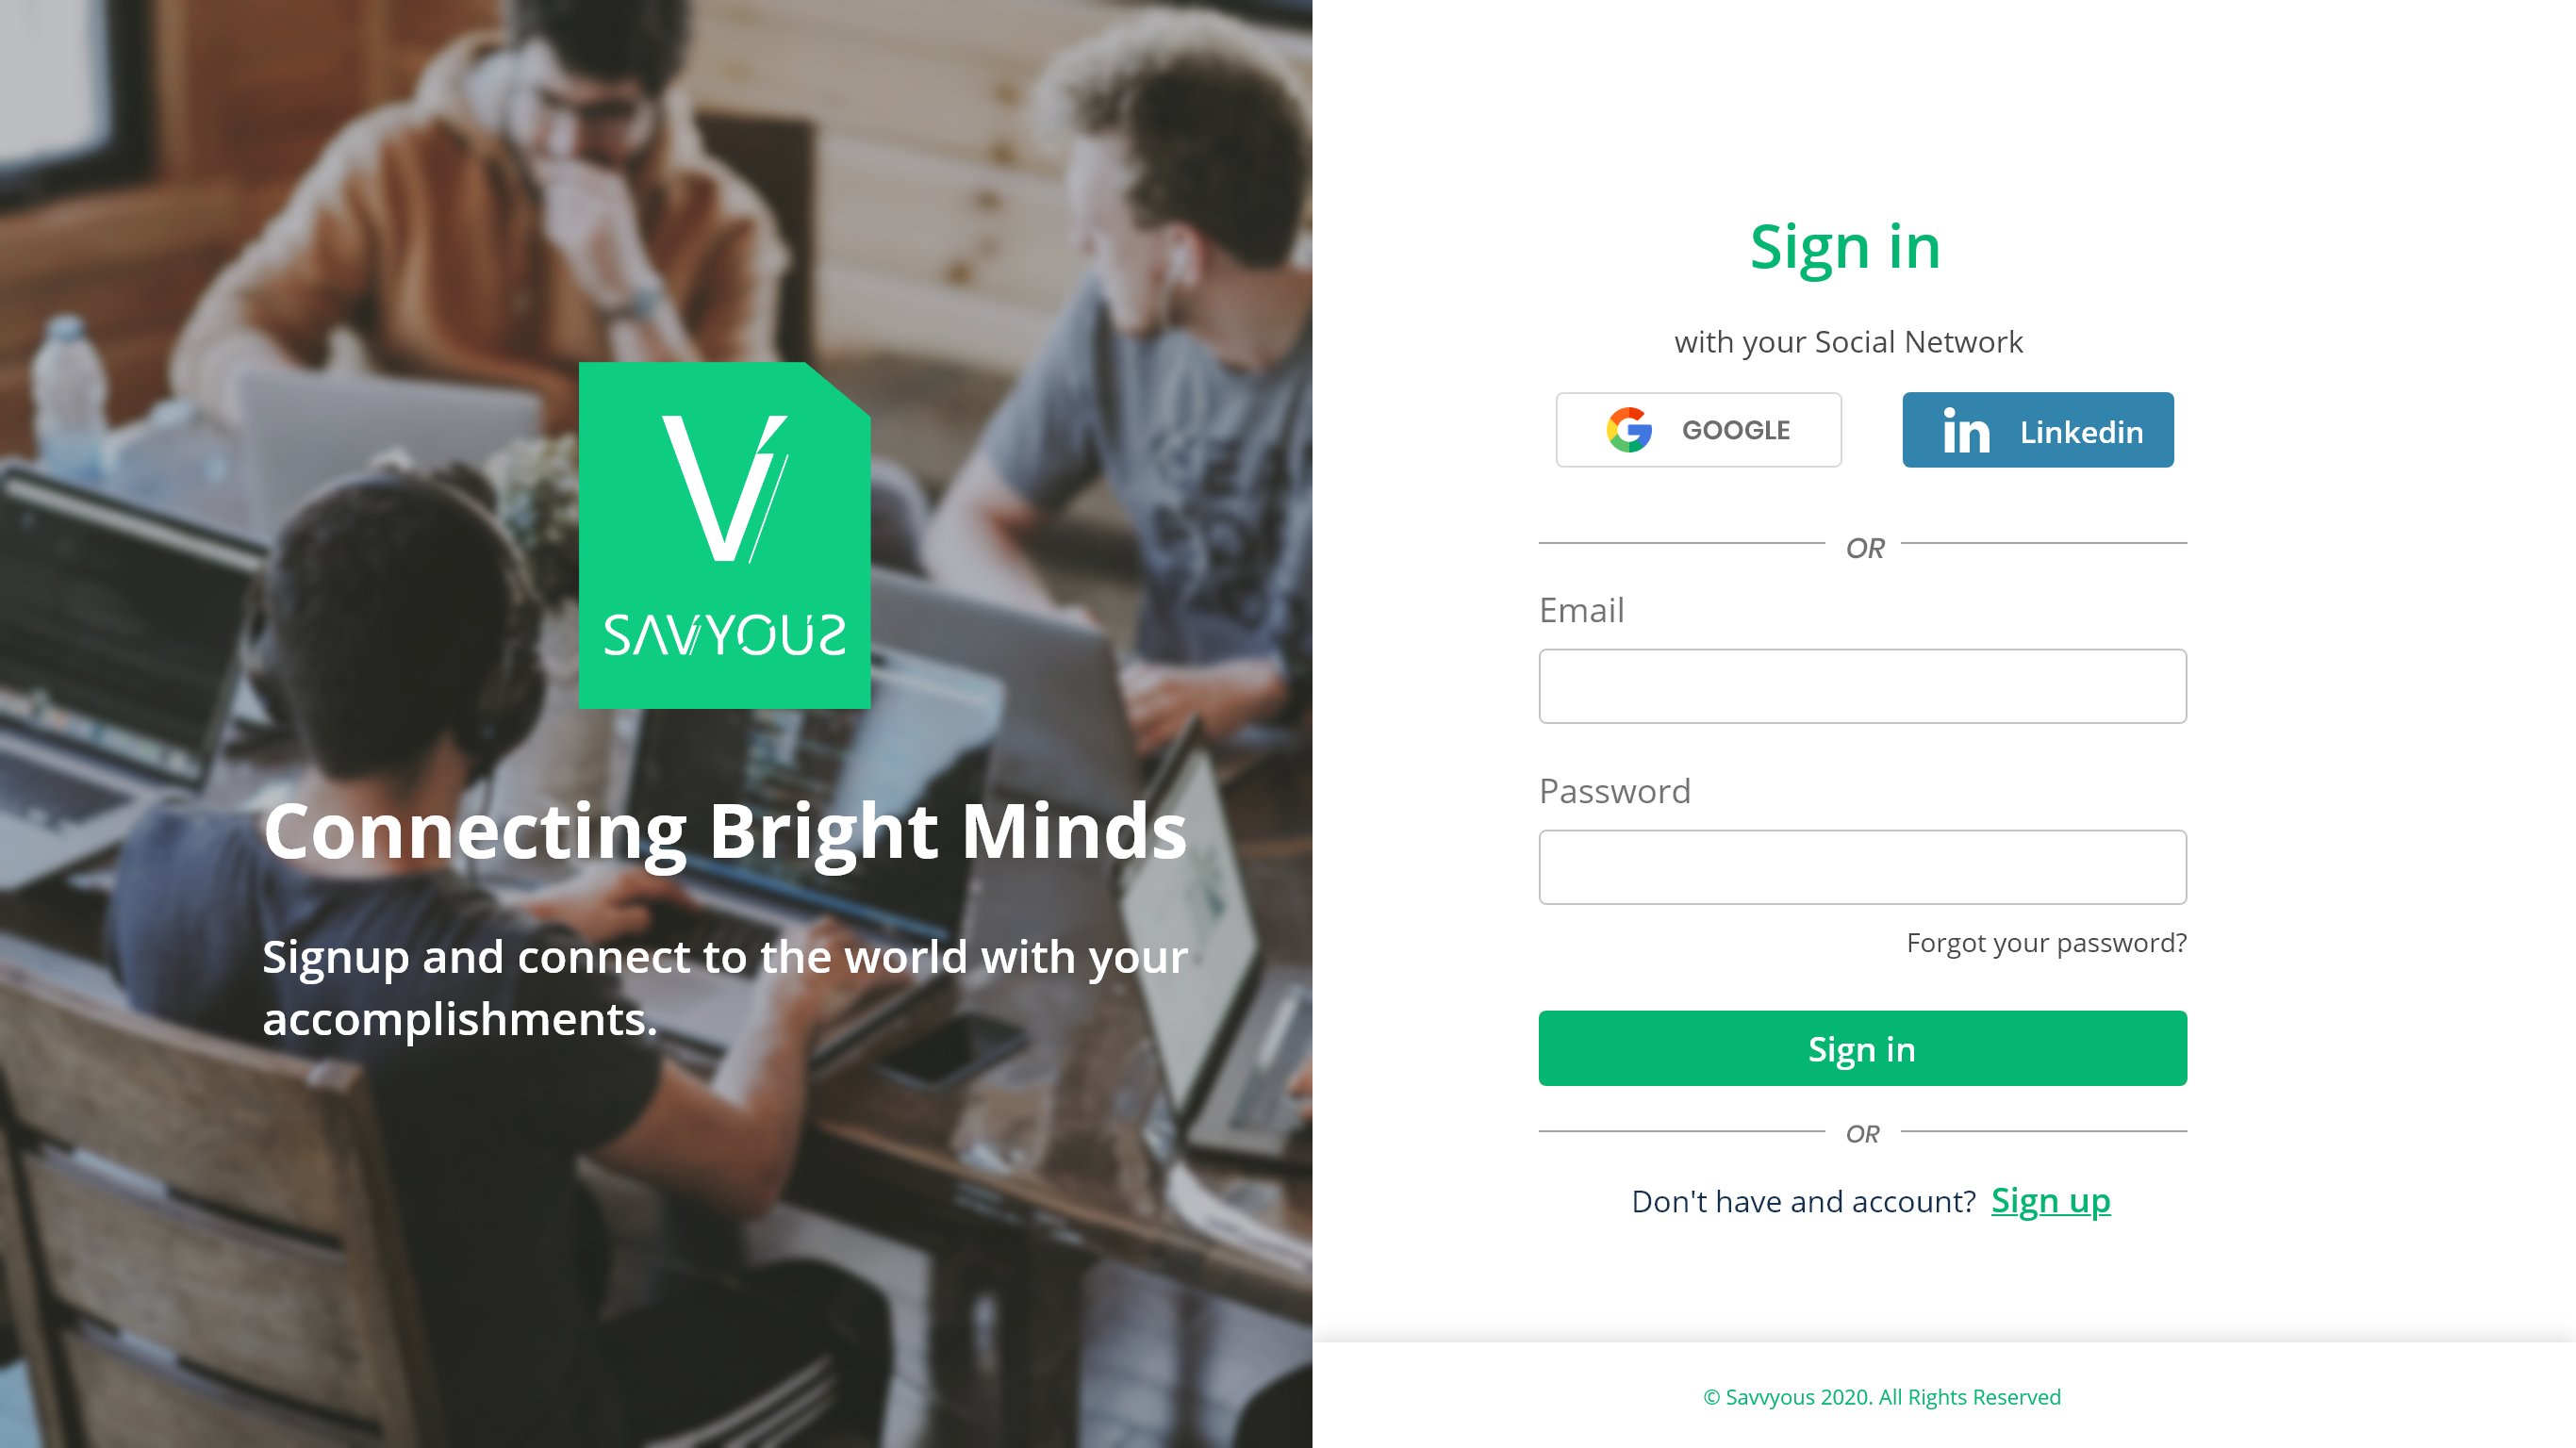 SAVVYOUS
Connecting Bright Minds
Signup and connect to the world with your
accomplishments.
Sign in
with your Social Network
GOOGLE
in Linkedin
OR
Email
Password
Forgot your password?
Sign in
OR
Don't have and account? Sign up
© Savvyous 2020. All Rights Reserved